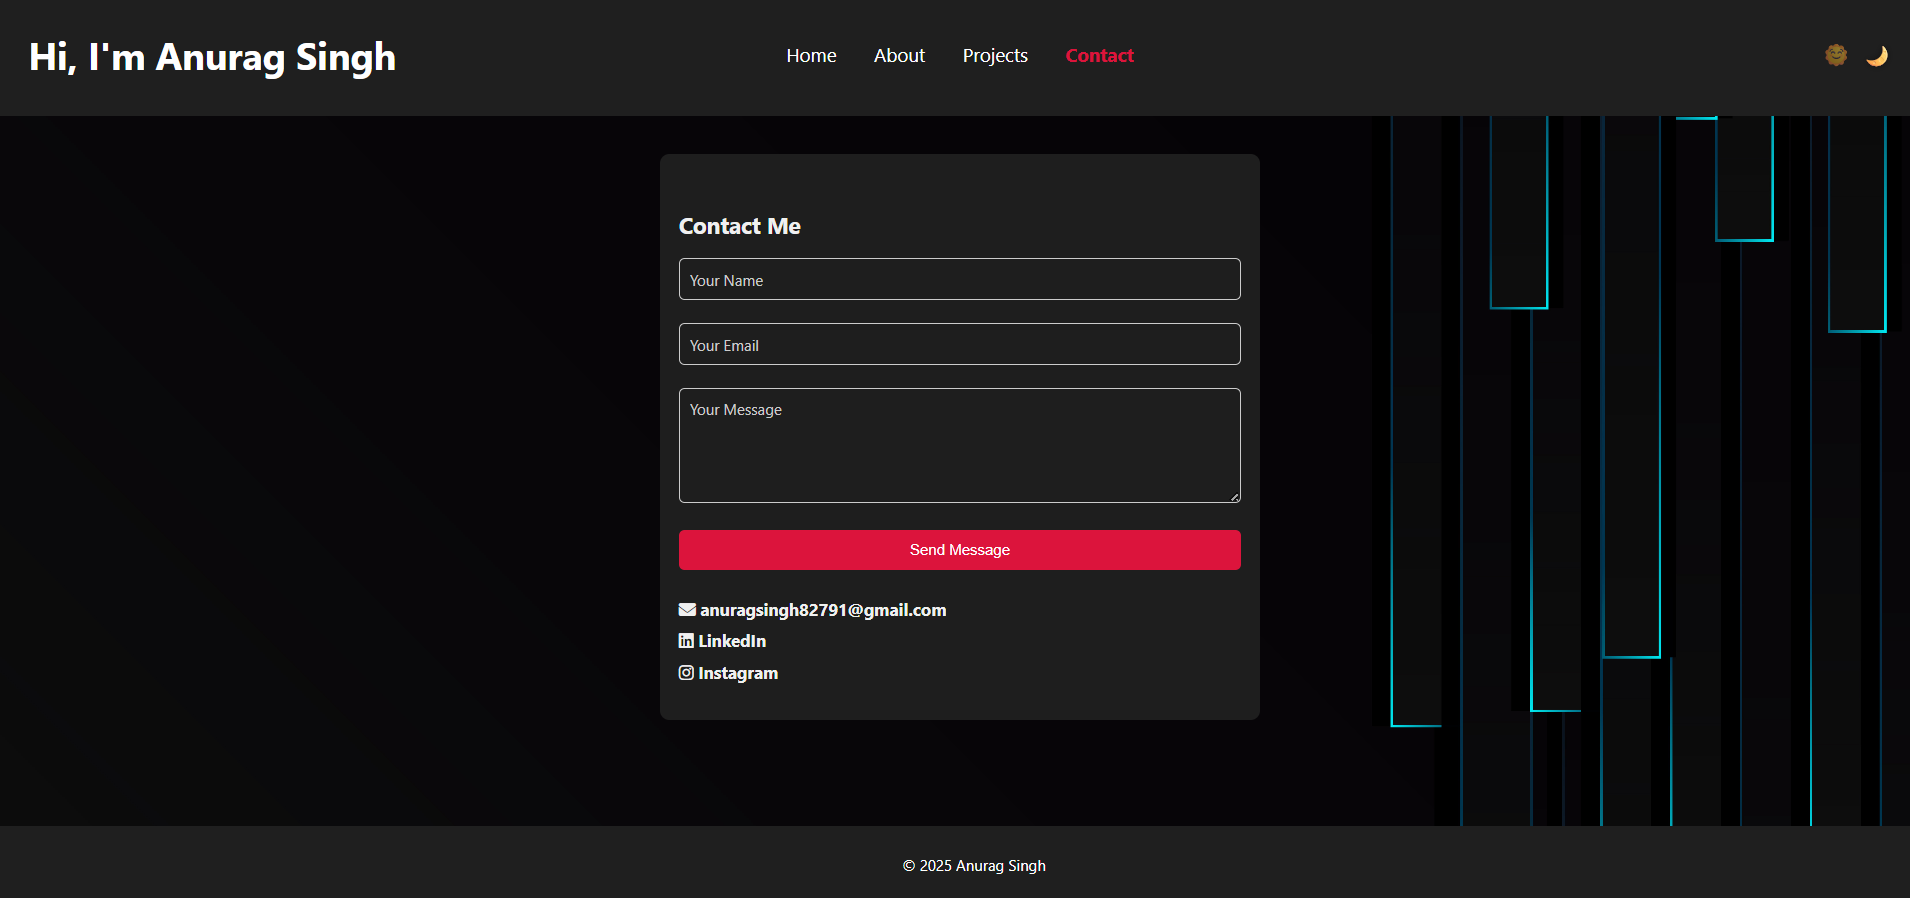 Hi, I'm Anurag Singh
Home About Projects Contact
Contact Me
Your Name
Your Email
Your Message
Send Message
anuragsingh82791@gmail.com
LinkedIn
Instagram
© 2025 Anurag Singh